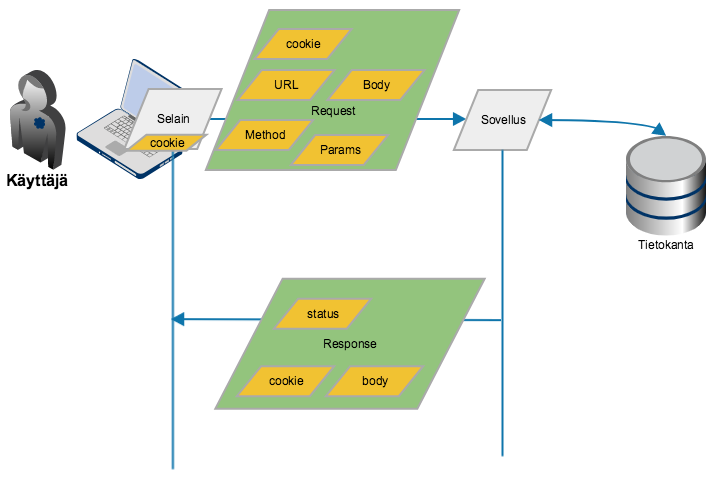 cookie
URL
Body
Request
Method
Params
Selain
cookie
Sovellus
Käyttäjä
Tietokanta
status
Response
cookie
body